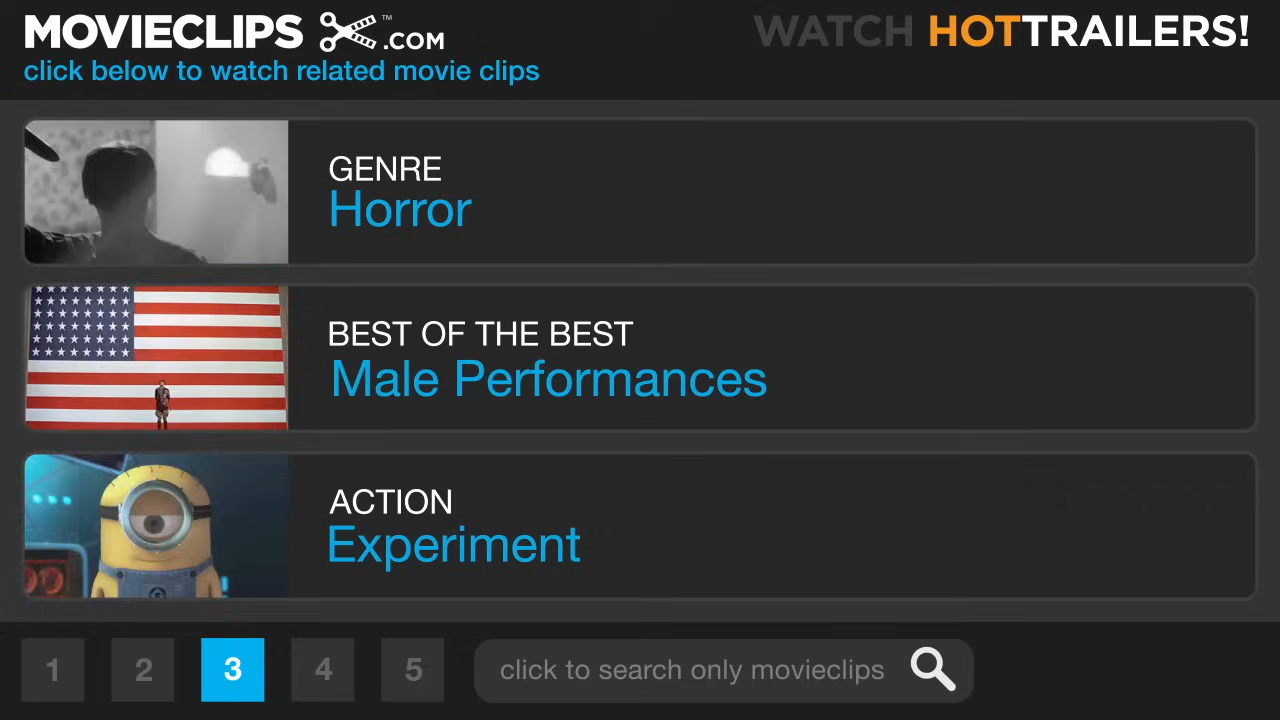 MOVIECLIPS ™ .COM
WATCH HOTTRAILERS!
click below to watch related movie clips
GENRE
Horror
BEST OF THE BEST
Male Performances
ACTION
Experiment
1 2 3 4 5 click to search only movieclips